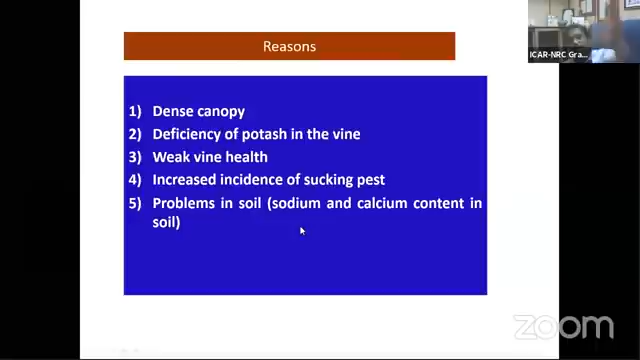 ICAR-NRC Gra...
Reasons
1) Dense canopy
2) Deficiency of potash in the vine
3) Weak vine health
4) Increased incidence of sucking pest
5) Problems in soil (sodium and calcium content in
soil)
zoom